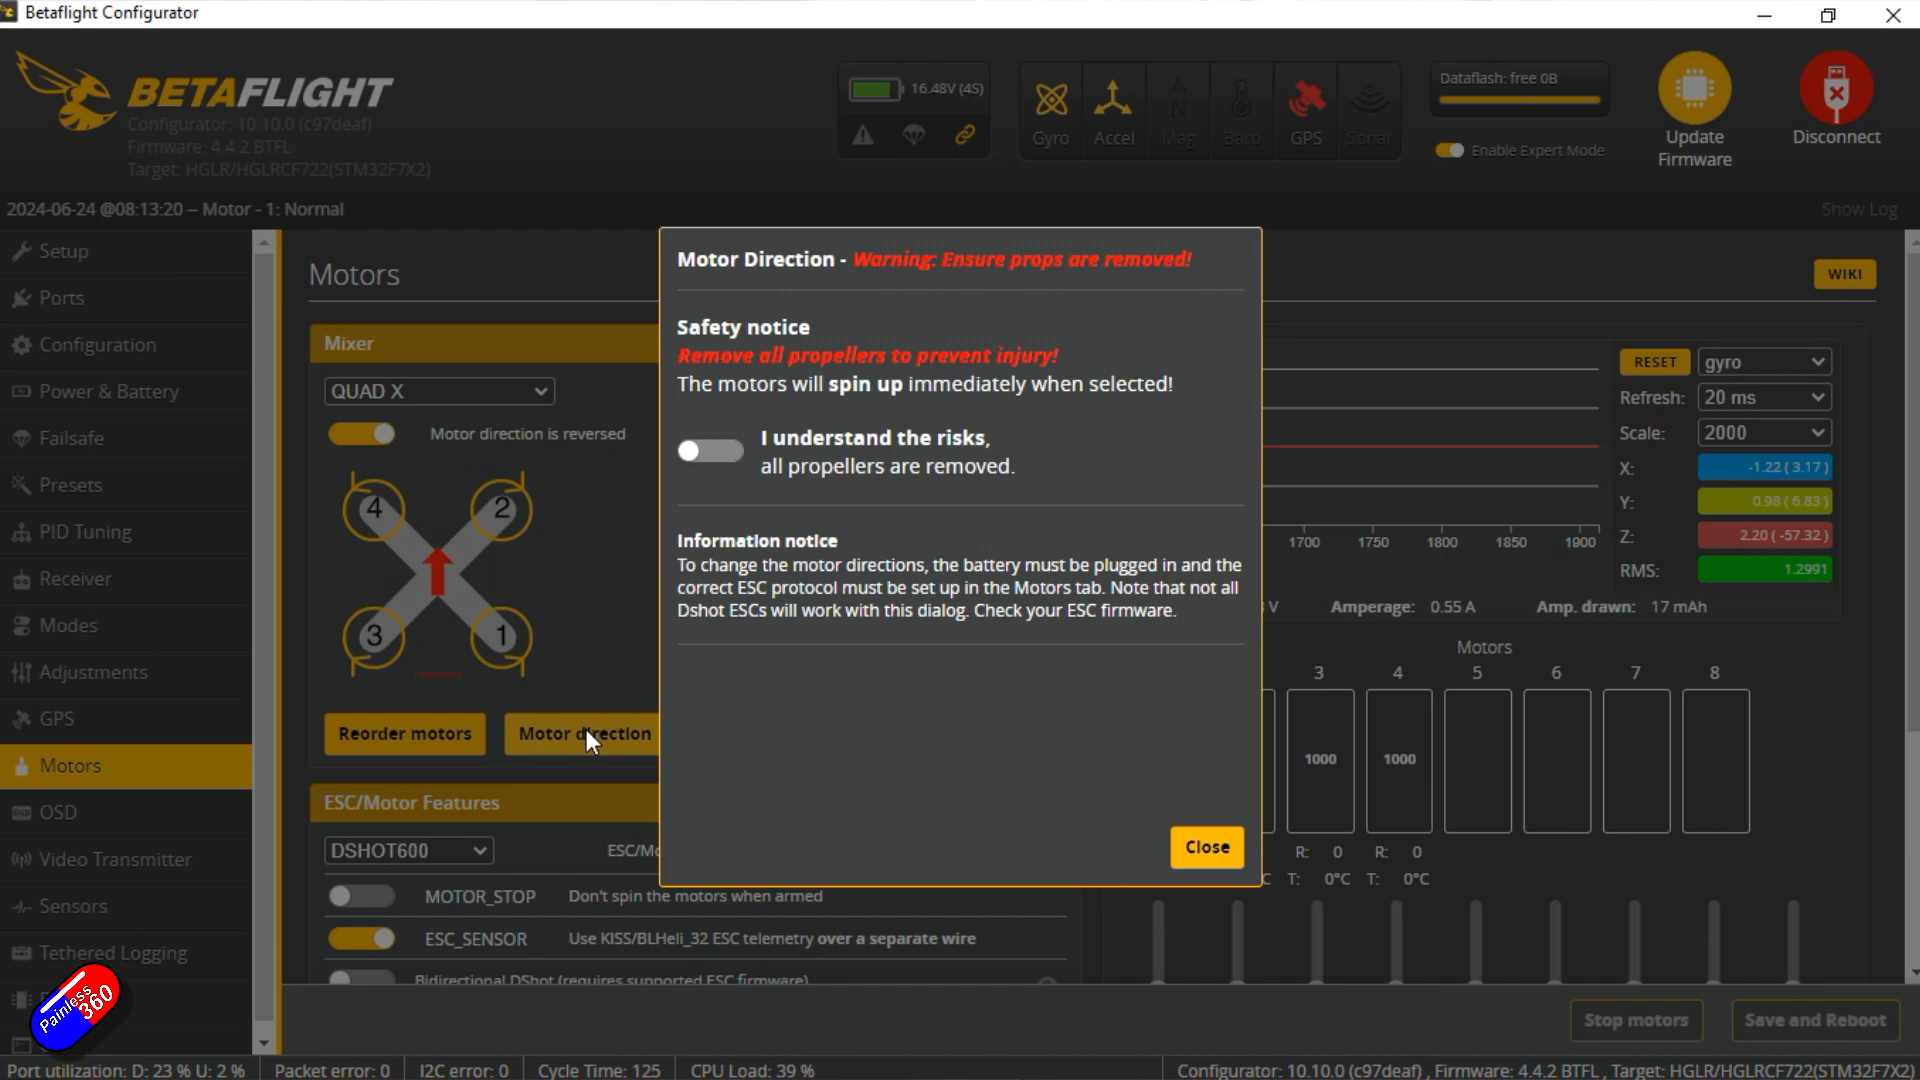 Betaflight Configurator
BETAFLIGHT
Configurator: 10.10.0 (c97deaf)
Firmware: 4.4.2 BTFL
Target: HGLR/HGLRCF722(STM32F7X2)
16.48V (4S)
Gyro
Accel
Mag
Baro
GPS
Sonar
Dataflash: free 0B
Enable Expert Mode
Update Firmware
Disconnect
2024-06-24 @08:13:20 – Motor - 1: Normal
Show Log
Setup
Ports
Configuration
Power & Battery
Failsafe
Presets
PID Tuning
Receiver
Modes
Adjustments
GPS
Motors
OSD
Video Transmitter
Sensors
Tethered Logging
Painless360
Motors
WIKI
Mixer
QUAD X
Motor direction is reversed
4
2
3
1
Reorder motors
Motor direction
ESC/Motor Features
DSHOT600
MOTOR_STOP Don't spin the motors when armed
ESC_SENSOR Use KISS/BLHeli_32 ESC telemetry over a separate wire
Bidirectional DShot (requires supported ESC firmware)
Motor Direction - Warning: Ensure props are removed!
Safety notice
Remove all propellers to prevent injury!
The motors will spin up immediately when selected!
I understand the risks,
all propellers are removed.
Information notice
To change the motor directions, the battery must be plugged in and the
correct ESC protocol must be set up in the Motors tab. Note that not all
Dshot ESCs will work with this dialog. Check your ESC firmware.
Close
RESET gyro
Refresh: 20 ms
Scale: 2000
X: -1.22 ( 3.17 )
Y: 0.98 ( 6.83 )
Z: 2.20 ( -57.32 )
RMS: 1.2991
1700 1750 1800 1850 1900
V Amperage: 0.55 A Amp. drawn: 17 mAh
Motors
3 4 5 6 7 8
1000 1000
R: 0 R: 0
C T: 0°C T: 0°C
Stop motors
Save and Reboot
Port utilization: D: 23 % U: 2 % Packet error: 0 I2C error: 0 Cycle Time: 125 CPU Load: 39 % Configurator: 10.10.0 (c97deaf) , Firmware: 4.4.2 BTFL , Target: HGLR/HGLRCF722(STM32F7X2)